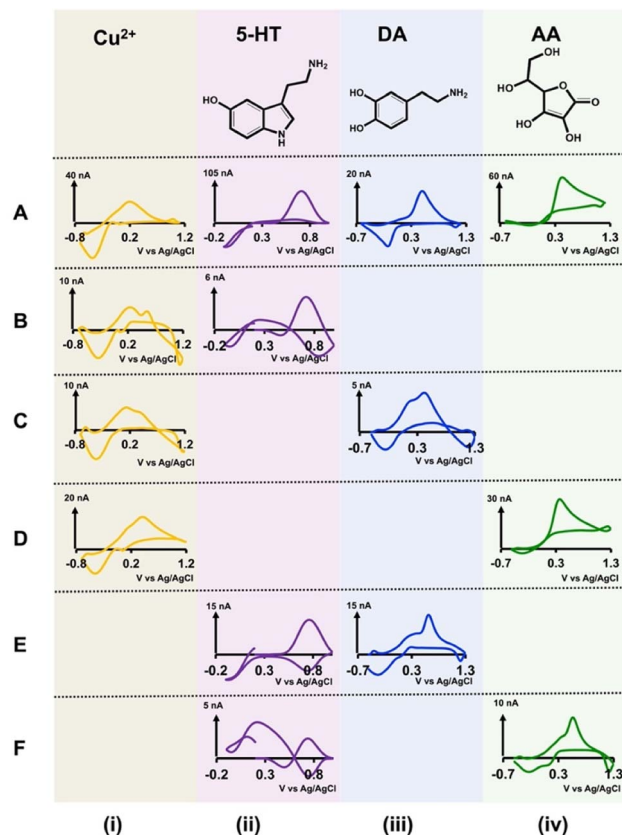 Cu²⁺ 5-HT DA AA
HO NH₂ N H
HO HO NH₂
OH HO O O HO OH
A
40 nA 105 nA 20 nA 60 nA
-0.8 0.2 1.2 -0.2 0.3 0.8 -0.7 0.3 1.3 -0.7 0.3 1.3
V vs Ag/AgCl V vs Ag/AgCl V vs Ag/AgCl V vs Ag/AgCl
B
10 nA 6 nA
-0.8 0.2 1.2 -0.2 0.3 0.8
V vs Ag/AgCl V vs Ag/AgCl
C
10 nA 5 nA
-0.8 0.2 1.2 -0.7 0.3 1.3
V vs Ag/AgCl V vs Ag/AgCl
D
20 nA 30 nA
-0.8 0.2 1.2 -0.7 0.3 1.3
V vs Ag/AgCl V vs Ag/AgCl
E
15 nA 15 nA
-0.2 0.3 0.8 -0.7 0.3 1.3
V vs Ag/AgCl V vs Ag/AgCl
F
5 nA 10 nA
-0.2 0.3 0.8 -0.7 0.3 1.3
V vs Ag/AgCl V vs Ag/AgCl
(i) (ii) (iii) (iv)